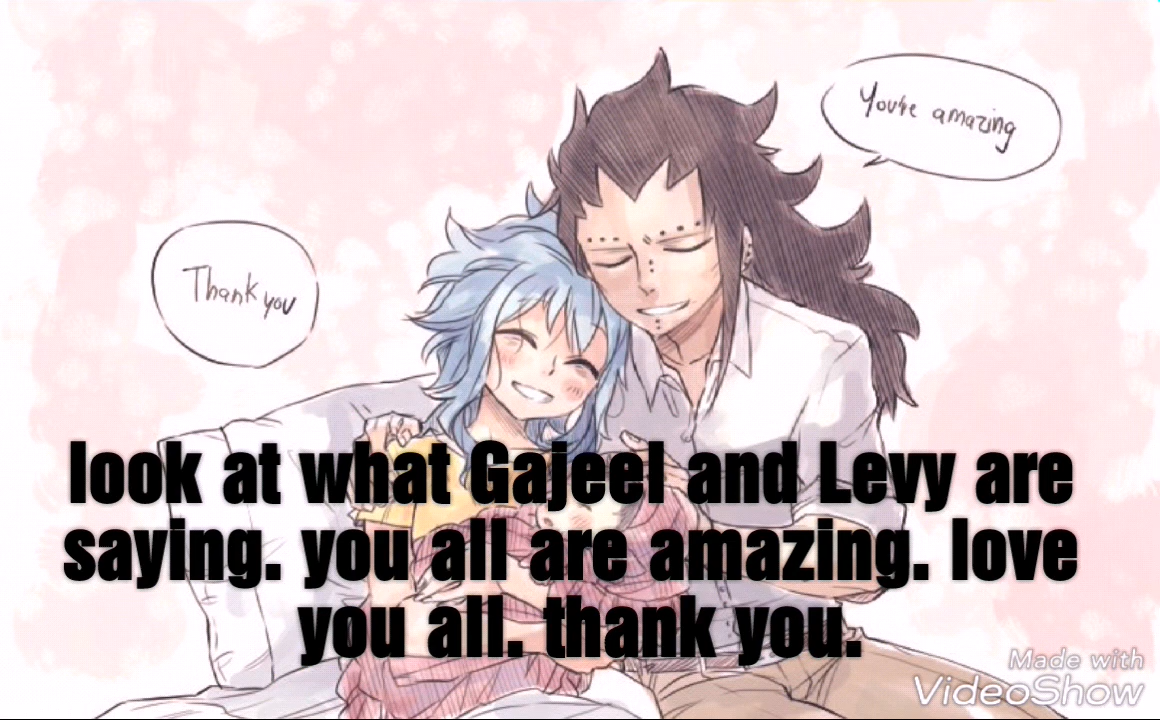 You're amazing
Thank you
look at what Gajeel and Levy are
saying. you all are amazing. love
you all. thank you.
Made with
VideoShow